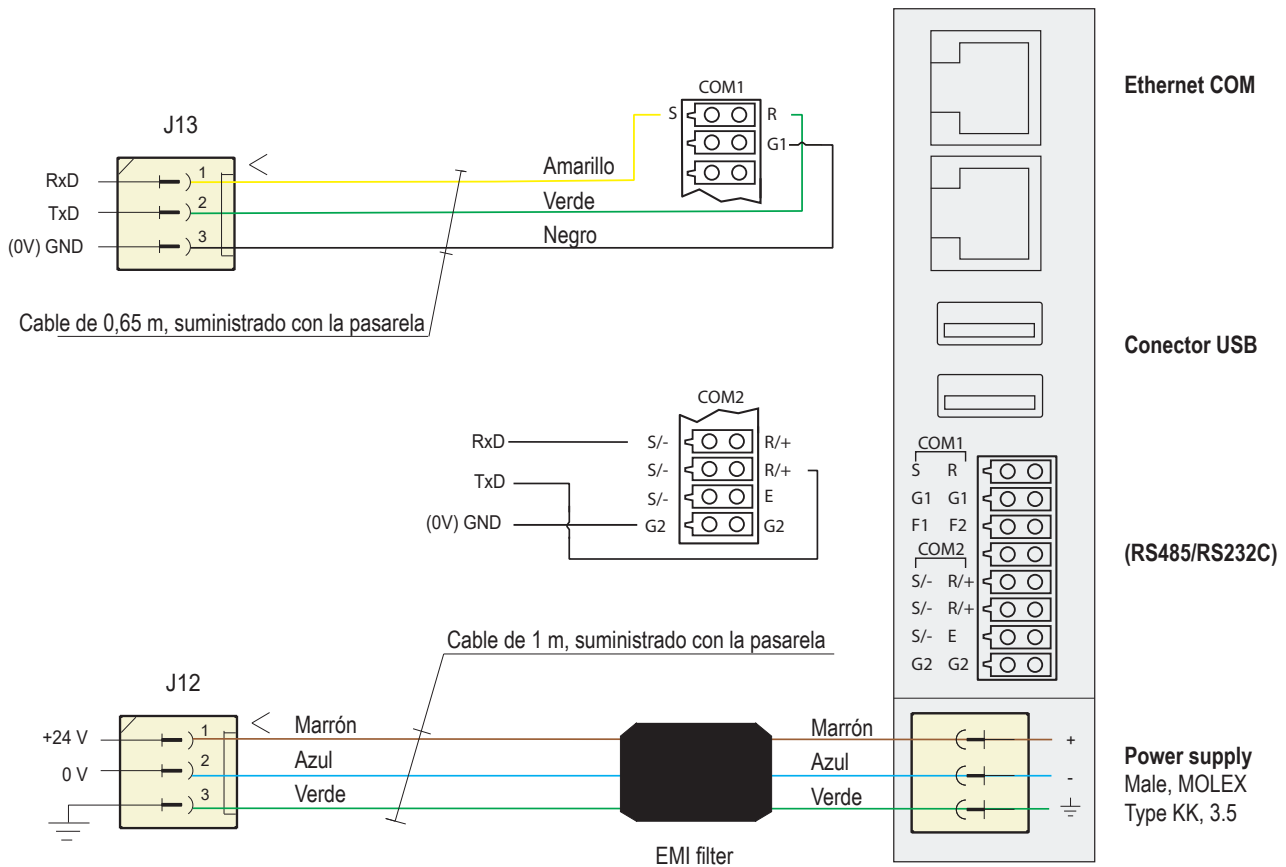 Ethernet COM
COM1
S R
G1
J13
RxD 1 Amarillo
TxD 2 Verde
(0V) GND 3 Negro
Cable de 0,65 m, suministrado con la pasarela
Conector USB
COM2
RxD S/- R/+
TxD S/- R/+
S/- E
(0V) GND G2 G2
COM1
S R
G1 G1
F1 F2
COM2
S/- R/+
S/- R/+
S/- E
G2 G2
(RS485/RS232C)
Cable de 1 m, suministrado con la pasarela
J12
+24 V 1 Marrón Marrón +
0 V 2 Azul Azul -
3 Verde Verde
EMI filter
Power supply
Male, MOLEX
Type KK, 3.5